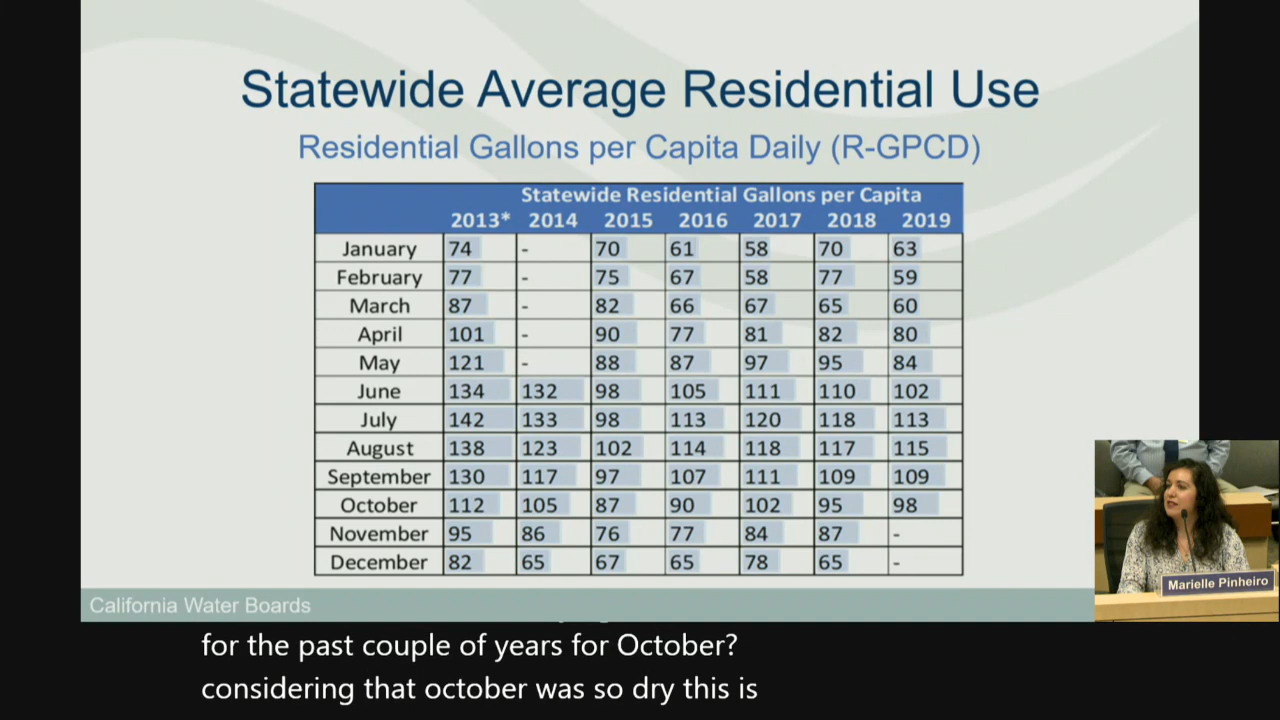 Statewide Average Residential Use
Residential Gallons per Capita Daily (R-GPCD)
Statewide Residential Gallons per Capita
2013* 2014 2015 2016 2017 2018 2019
January 74 - 70 61 58 70 63
February 77 - 75 67 58 77 59
March 87 - 82 66 67 65 60
April 101 - 90 77 81 82 80
May 121 - 88 87 97 95 84
June 134 132 98 105 111 110 102
July 142 133 98 113 120 118 113
August 138 123 102 114 118 117 115
September 130 117 97 107 111 109 109
October 112 105 87 90 102 95 98
November 95 86 76 77 84 87 -
December 82 65 67 65 78 65 -
Marielle Pinheiro
California Water Boards
for the past couple of years for October?
considering that october was so dry this is